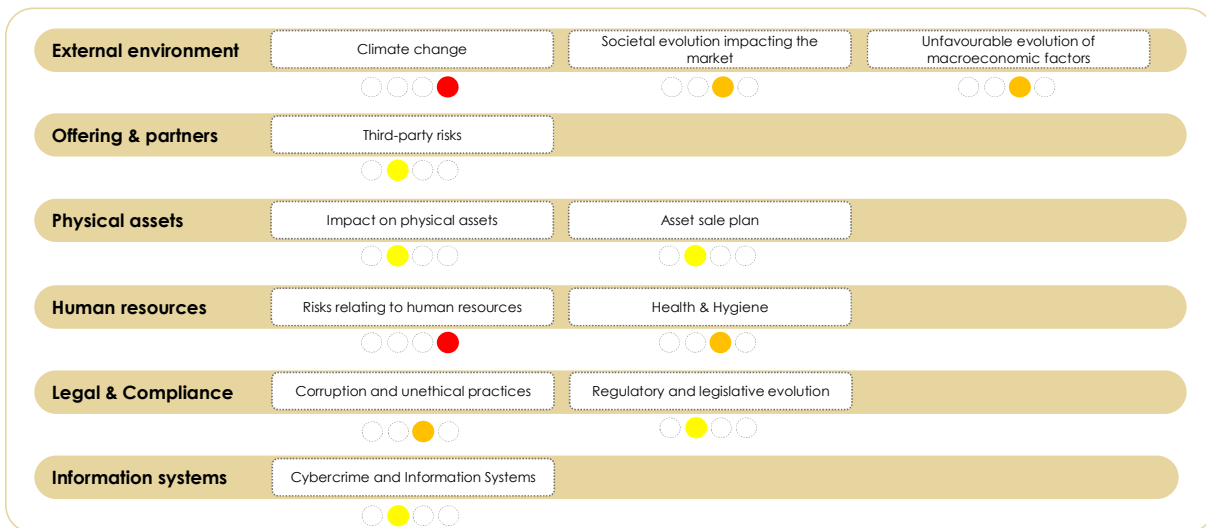 External environment
Climate change
Societal evolution impacting the
market
Unfavourable evolution of
macroeconomic factors
Offering & partners
Third-party risks
Physical assets
Impact on physical assets
Asset sale plan
Human resources
Risks relating to human resources
Health & Hygiene
Legal & Compliance
Corruption and unethical practices
Regulatory and legislative evolution
Information systems
Cybercrime and Information Systems